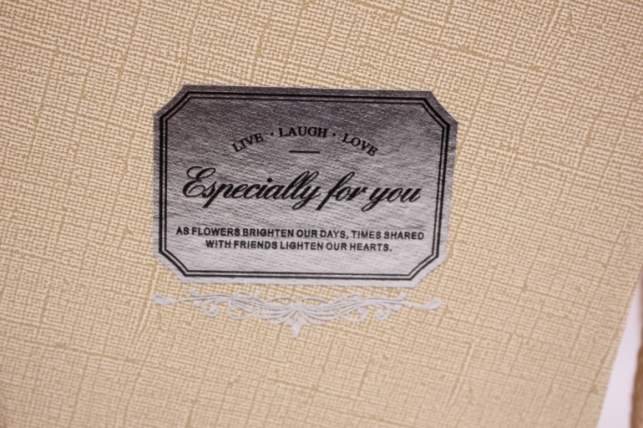 LIVE · LAUGH · LOVE
Especially for you
AS FLOWERS BRIGHTEN OUR DAYS, TIMES SHARED
WITH FRIENDS LIGHTEN OUR HEARTS.